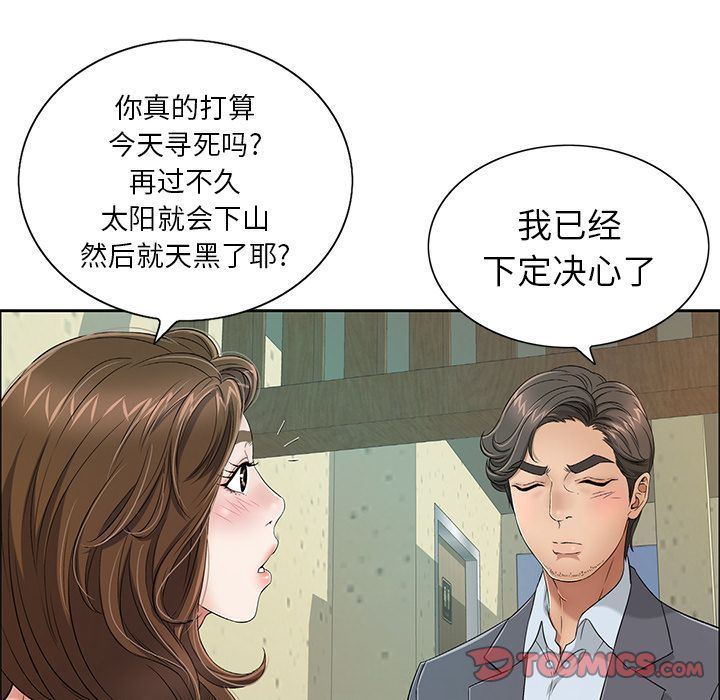 你真的打算
今天寻死吗?
再过不久
太阳就会下山
然后就天黑了耶?
我已经
下定决心了
TOOMICS.COM